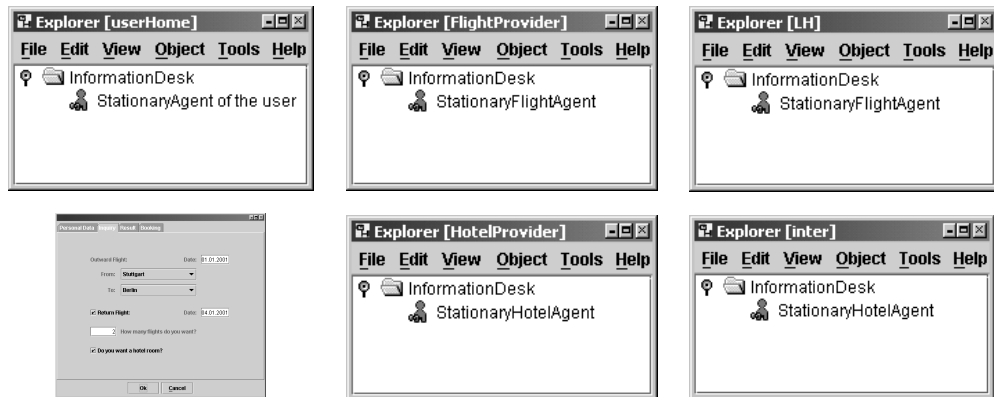 Explorer [userHome]
File Edit View Object Tools Help
InformationDesk
StationaryAgent of the user
Explorer [FlightProvider]
File Edit View Object Tools Help
InformationDesk
StationaryFlightAgent
Explorer [LH]
File Edit View Object Tools Help
InformationDesk
StationaryFlightAgent
Personal Data Inquiry Result Booking
Outward Flight: Date: 01.01.2001
From: Stuttgart
To: Berlin
Return Flight: Date: 04.01.2001
2 How many flights do you want?
Do you want a hotel room?
Ok Cancel
Explorer [HotelProvider]
File Edit View Object Tools Help
InformationDesk
StationaryHotelAgent
Explorer [inter]
File Edit View Object Tools Help
InformationDesk
StationaryHotelAgent